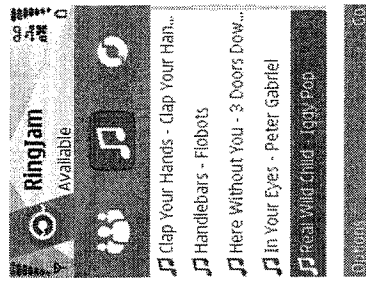 RingJam
Available
Clap Your Hands - Clap Your Han...
Handlebars - Flobots
Here Without You - 3 Doors Dow...
In Your Eyes - Peter Gabriel
Real Wild Child - Iggy Pop
Options